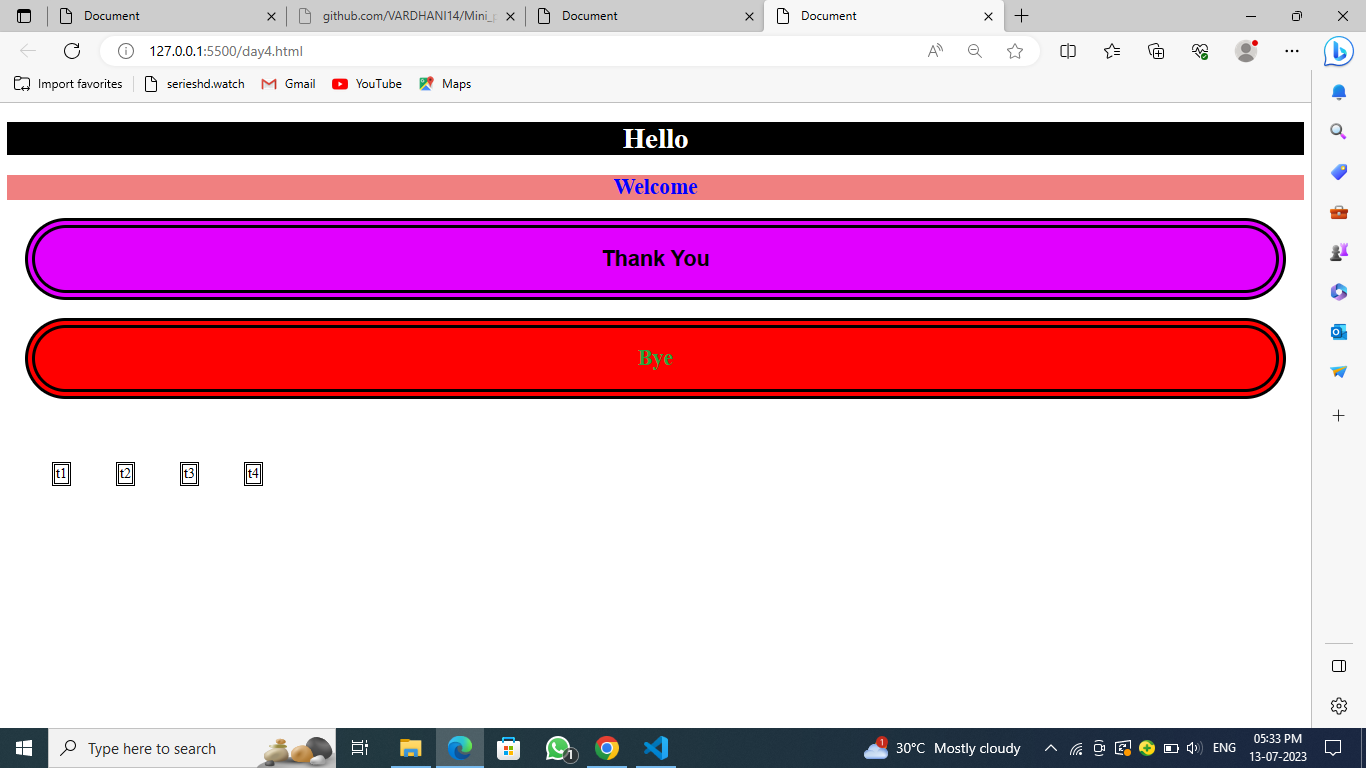 Document
github.com/VARDHANI14/Mini_p
Document
Document
127.0.0.1:5500/day4.html
Import favorites
serieshd.watch
Gmail
YouTube
Maps
Hello
Welcome
Thank You
Bye
t1 t2 t3 t4
Type here to search
1
1
30°C Mostly cloudy
ENG
05:33 PM
13-07-2023